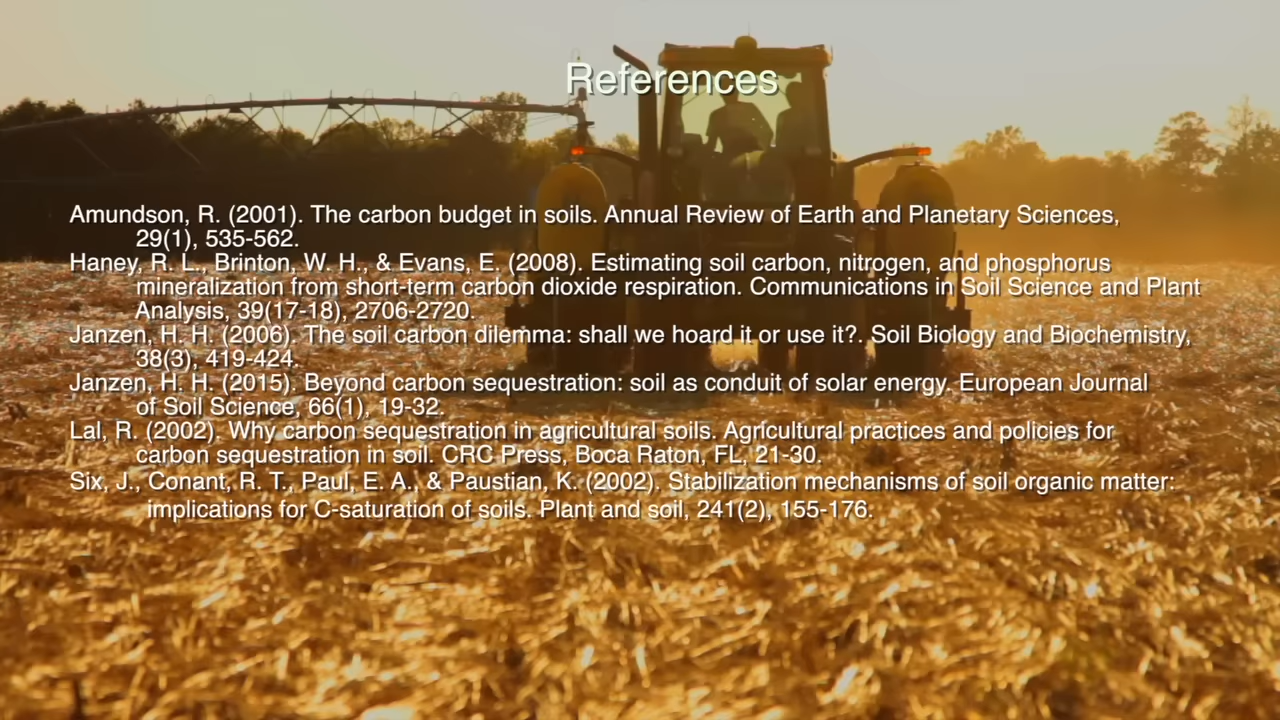 References
Amundson, R. (2001). The carbon budget in soils. Annual Review of Earth and Planetary Sciences,
29(1), 535-562.
Haney, R. L., Brinton, W. H., & Evans, E. (2008). Estimating soil carbon, nitrogen, and phosphorus
mineralization from short-term carbon dioxide respiration. Communications in Soil Science and Plant
Analysis, 39(17-18), 2706-2720.
Janzen, H. H. (2006). The soil carbon dilemma: shall we hoard it or use it?. Soil Biology and Biochemistry,
38(3), 419-424.
Janzen, H. H. (2015). Beyond carbon sequestration: soil as conduit of solar energy. European Journal
of Soil Science, 66(1), 19-32.
Lal, R. (2002). Why carbon sequestration in agricultural soils. Agricultural practices and policies for
carbon sequestration in soil. CRC Press, Boca Raton, FL, 21-30.
Six, J., Conant, R. T., Paul, E. A., & Paustian, K. (2002). Stabilization mechanisms of soil organic matter:
implications for C-saturation of soils. Plant and soil, 241(2), 155-176.